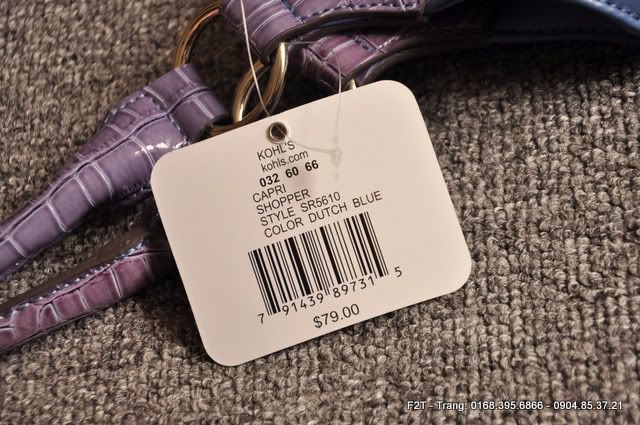 KOHL'S
kohls.com
032 60 66
CAPRI
SHOPPER
STYLE SR5610
COLOR DUTCH BLUE
7 91439 89731 5
$79.00
F2T - Trang: 0168.395.6866 - 0904.85.37.21